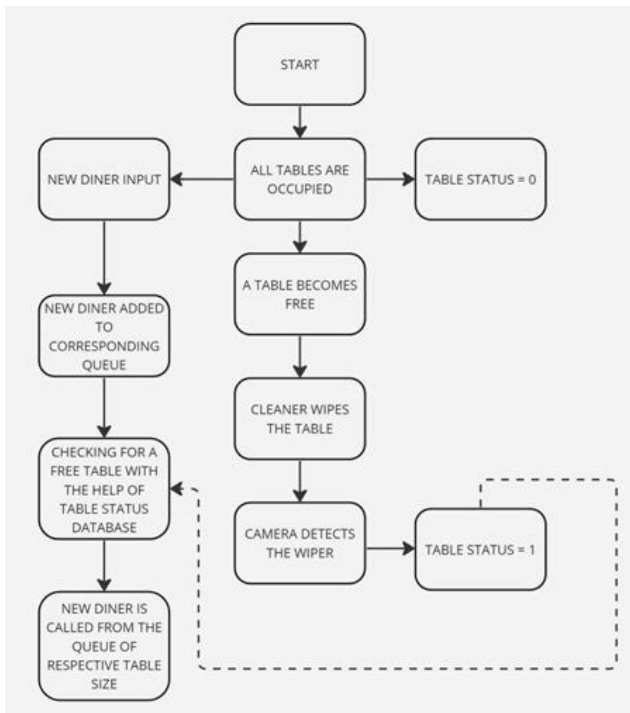 START
NEW DINER INPUT
ALL TABLES ARE
OCCUPIED
TABLE STATUS = 0
A TABLE BECOMES
FREE
NEW DINER ADDED
TO
CORRESPONDING
QUEUE
CLEANER WIPES
THE TABLE
CHECKING FOR A
FREE TABLE WITH
THE HELP OF
TABLE STATUS
DATABASE
CAMERA DETECTS
THE WIPER
TABLE STATUS = 1
NEW DINER IS
CALLED FROM THE
QUEUE OF
RESPECTIVE TABLE
SIZE